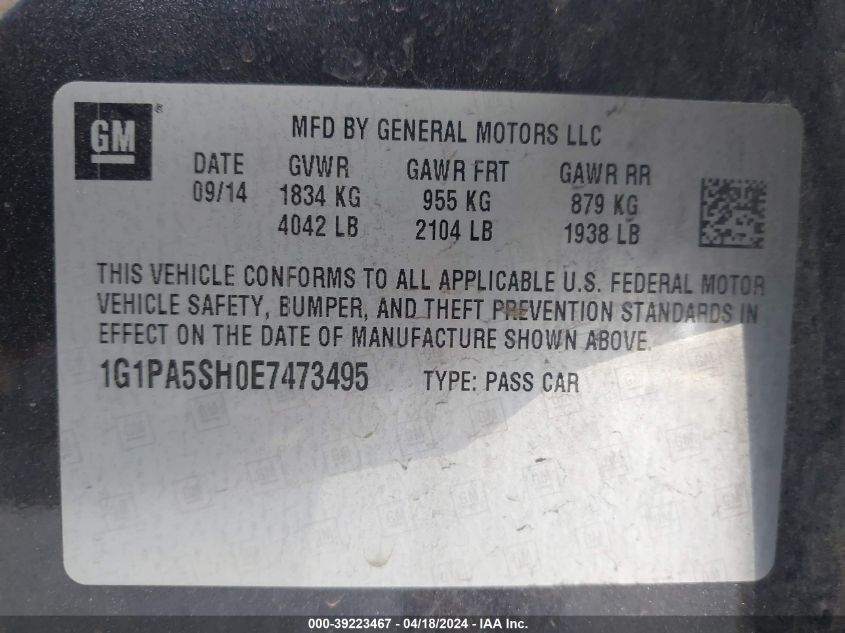 GM®
MFD BY GENERAL MOTORS LLC
DATE GVWR GAWR FRT GAWR RR
09/14 1834 KG 955 KG 879 KG
4042 LB 2104 LB 1938 LB
THIS VEHICLE CONFORMS TO ALL APPLICABLE U.S. FEDERAL MOTOR
VEHICLE SAFETY, BUMPER, AND THEFT PREVENTION STANDARDS IN
EFFECT ON THE DATE OF MANUFACTURE SHOWN ABOVE.
1G1PA5SH0E7473495 TYPE: PASS CAR
000-39223467 - 04/18/2024 - IAA Inc.